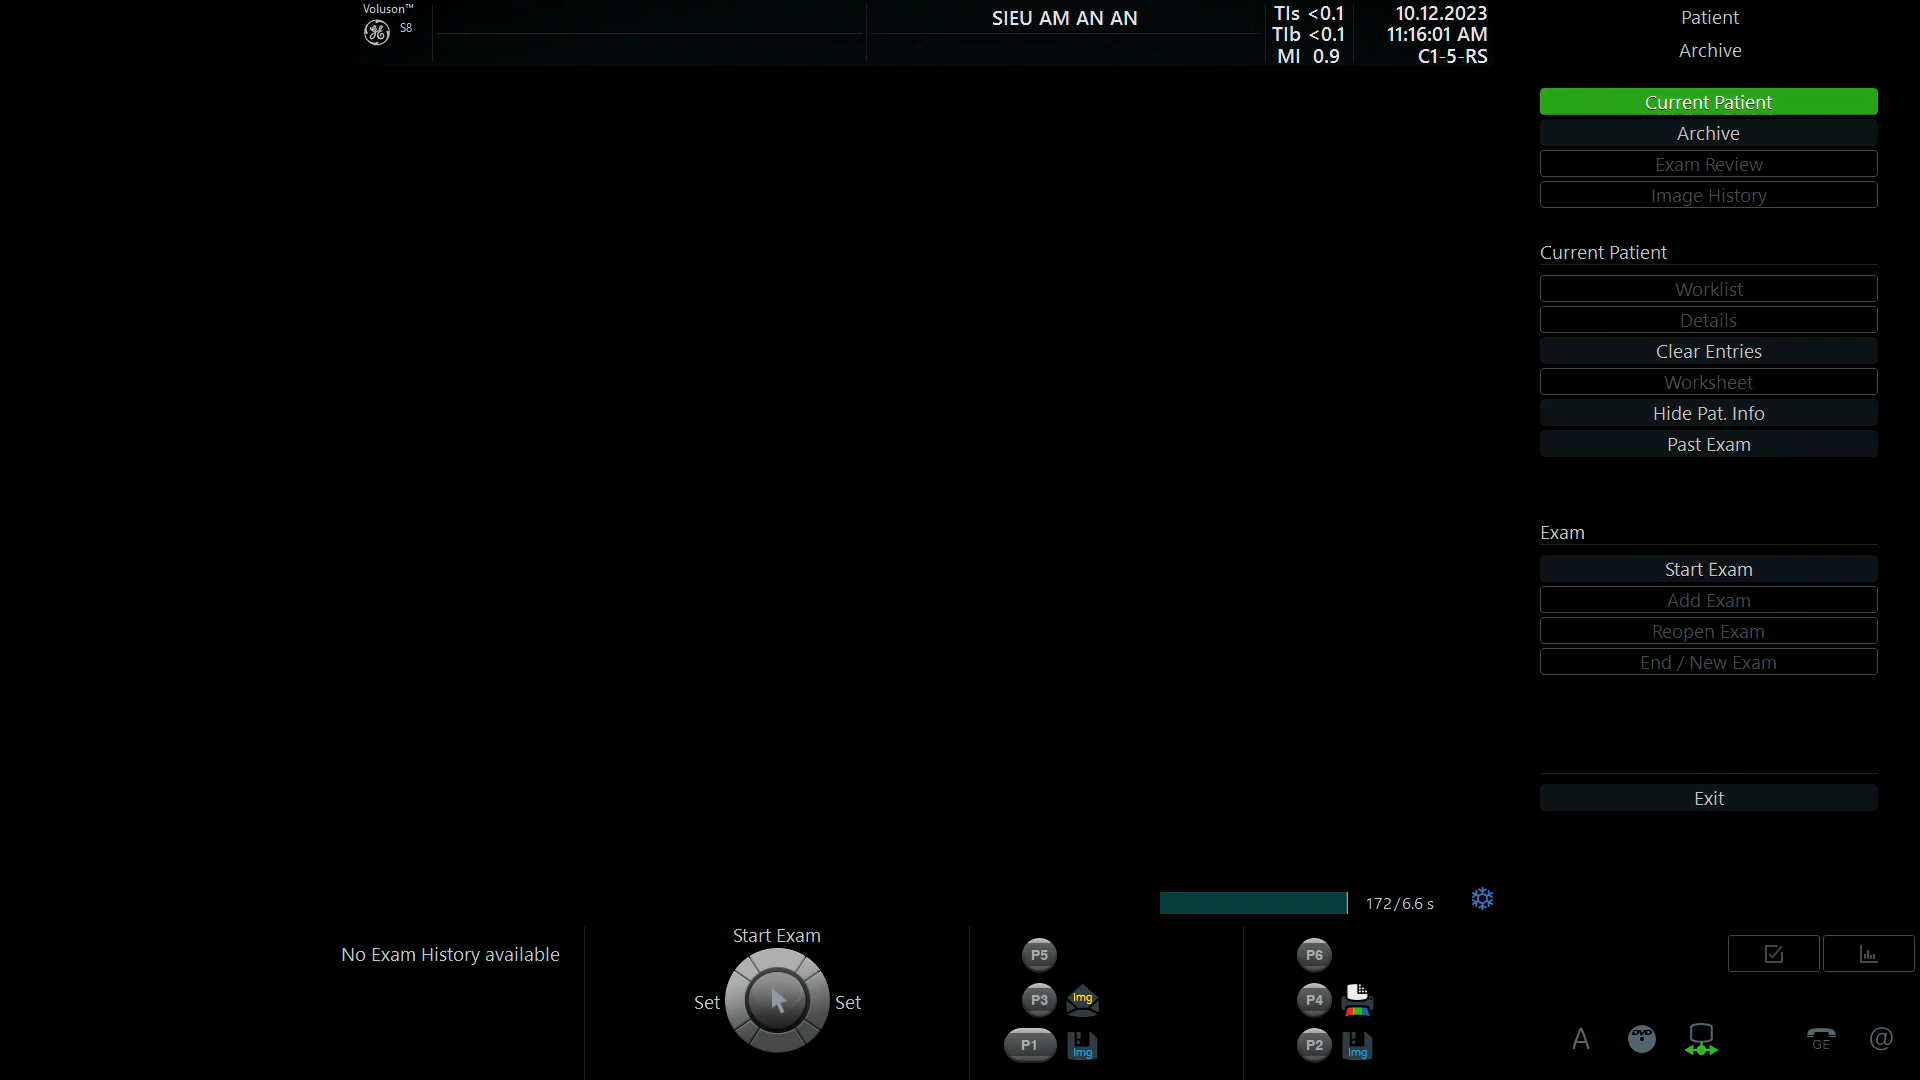 Voluson™
S8
SIEU AM AN AN
TIs <0.1
TIb <0.1
MI 0.9
10.12.2023
11:16:01 AM
C1-5-RS
Patient
Archive
Current Patient
Archive
Exam Review
Image History
Current Patient
Worklist
Details
Clear Entries
Worksheet
Hide Pat. Info
Past Exam
Exam
Start Exam
Add Exam
Reopen Exam
End / New Exam
Exit
172/6.6 s
No Exam History available
Start Exam
Set
Set
P5
P3 Img
P1 Img
P6
P4
P2 Img
A
DVD
GE
@